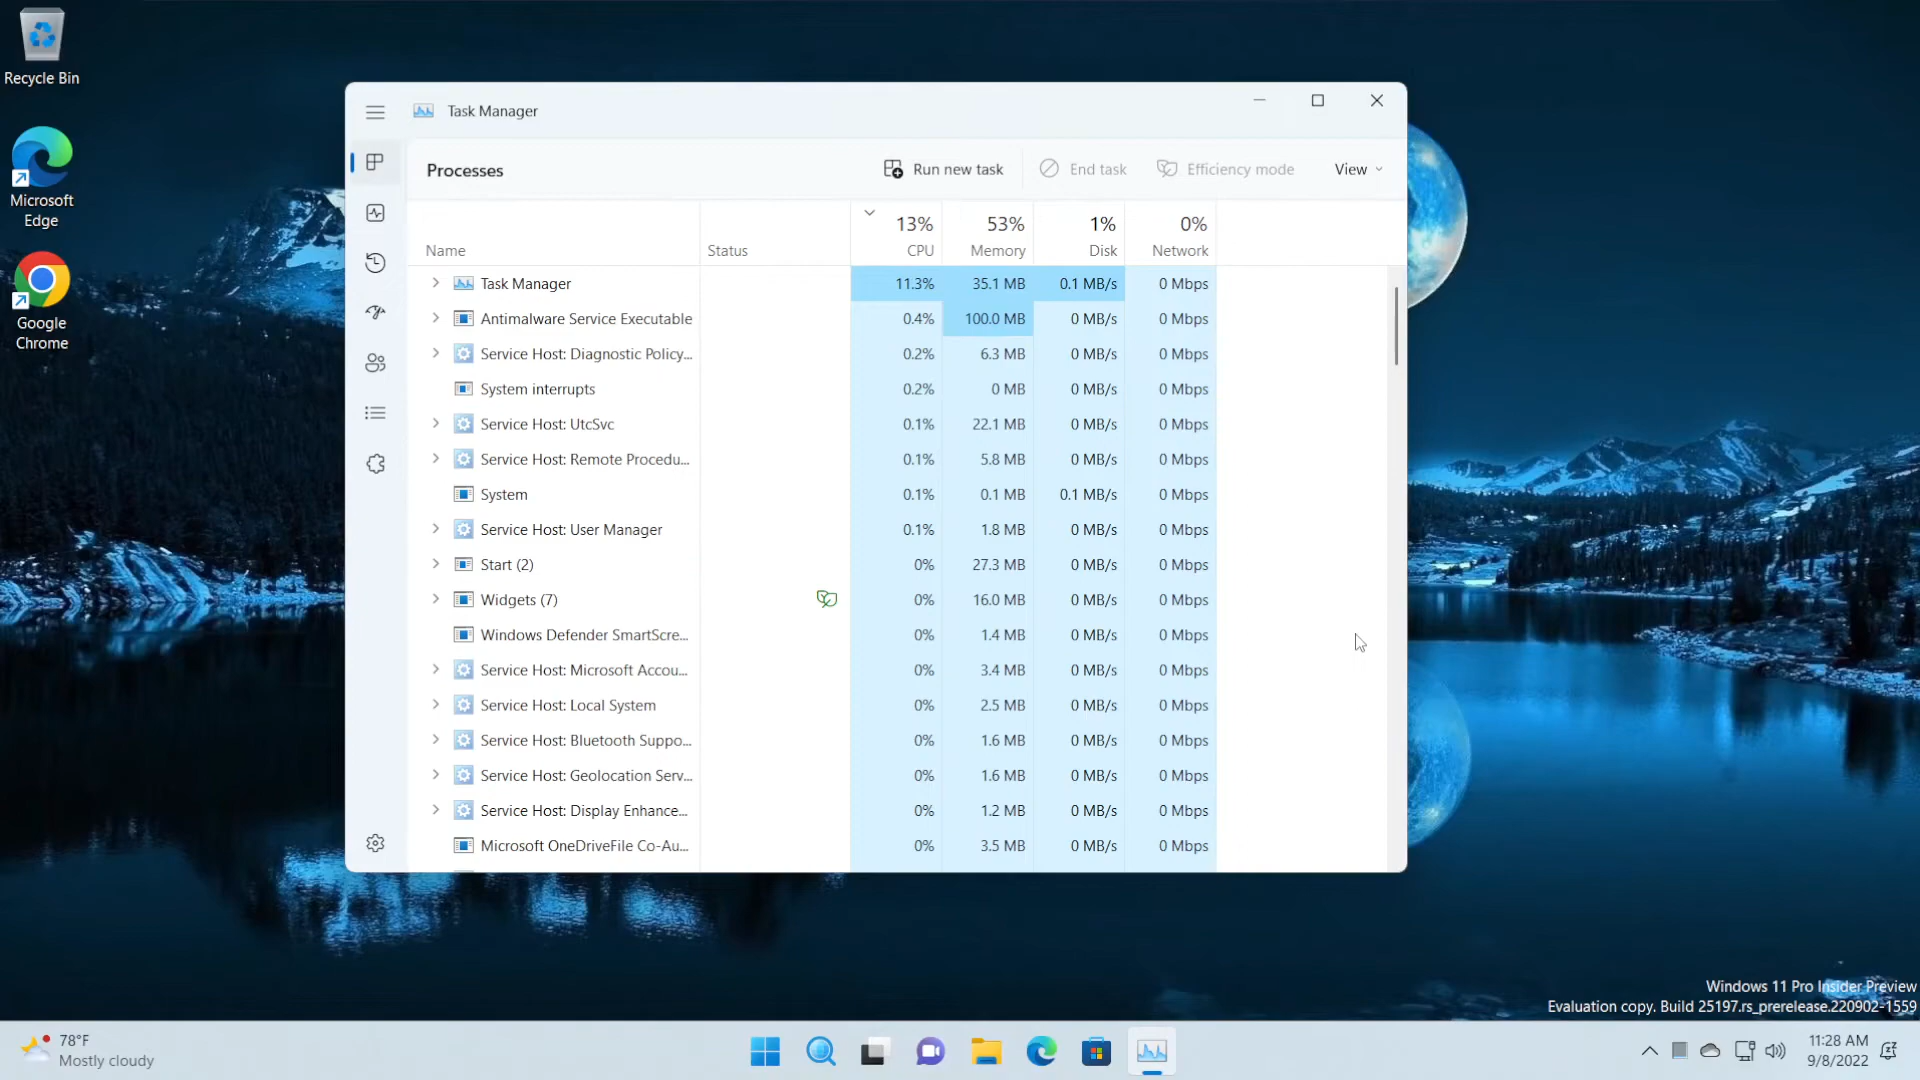 Recycle Bin
Microsoft
Edge
Google
Chrome
Task Manager
Processes
Run new task
End task
Efficiency mode
View
13% 53% 1% 0%
Name Status CPU Memory Disk Network
Task Manager 11.3% 35.1 MB 0.1 MB/s 0 Mbps
Antimalware Service Executable 0.4% 100.0 MB 0 MB/s 0 Mbps
Service Host: Diagnostic Policy... 0.2% 6.3 MB 0 MB/s 0 Mbps
System interrupts 0.2% 0 MB 0 MB/s 0 Mbps
Service Host: UtcSvc 0.1% 22.1 MB 0 MB/s 0 Mbps
Service Host: Remote Procedu... 0.1% 5.8 MB 0 MB/s 0 Mbps
System 0.1% 0.1 MB 0.1 MB/s 0 Mbps
Service Host: User Manager 0.1% 1.8 MB 0 MB/s 0 Mbps
Start (2) 0% 27.3 MB 0 MB/s 0 Mbps
Widgets (7) 0% 16.0 MB 0 MB/s 0 Mbps
Windows Defender SmartScre... 0% 1.4 MB 0 MB/s 0 Mbps
Service Host: Microsoft Accou... 0% 3.4 MB 0 MB/s 0 Mbps
Service Host: Local System 0% 2.5 MB 0 MB/s 0 Mbps
Service Host: Bluetooth Suppo... 0% 1.6 MB 0 MB/s 0 Mbps
Service Host: Geolocation Serv... 0% 1.6 MB 0 MB/s 0 Mbps
Service Host: Display Enhance... 0% 1.2 MB 0 MB/s 0 Mbps
Microsoft OneDriveFile Co-Au... 0% 3.5 MB 0 MB/s 0 Mbps
Windows 11 Pro Insider Preview
Evaluation copy. Build 25197.rs_prerelease.220902-1559
78°F
Mostly cloudy
11:28 AM
9/8/2022